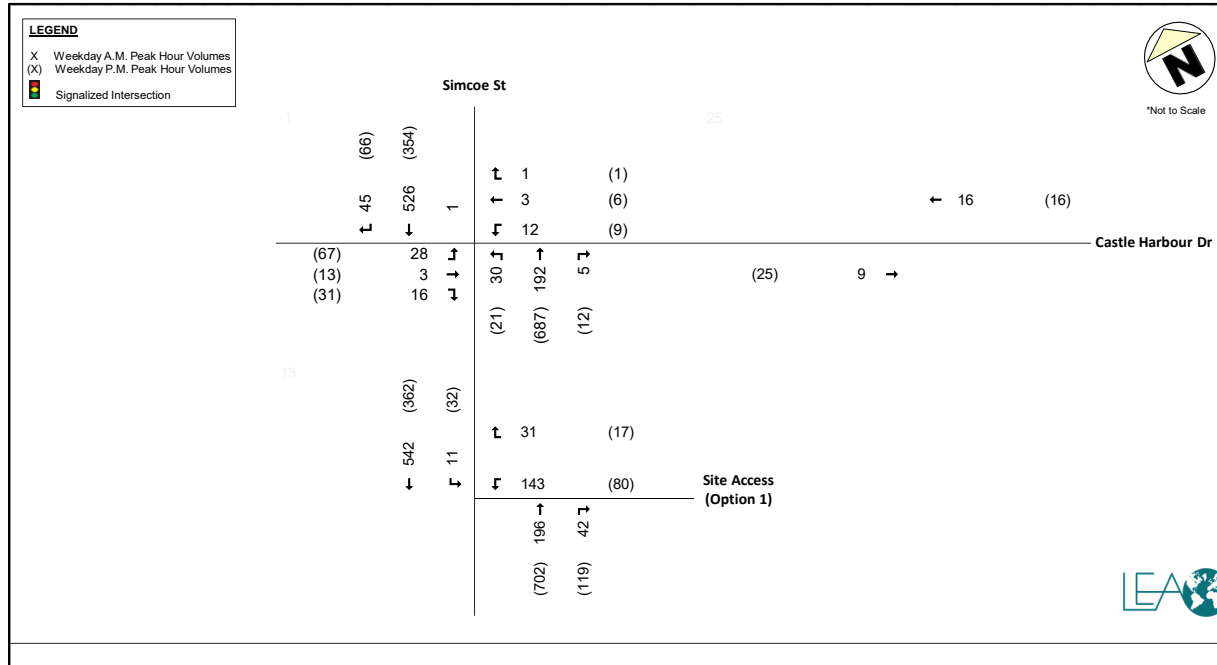 LEGEND
X Weekday A.M. Peak Hour Volumes
(X) Weekday P.M. Peak Hour Volumes
Signalized Intersection
N
*Not to Scale
Simcoe St
1
25
(66) (354)
45 526 1
1 (1)
3 (6)
12 (9)
16 (16)
Castle Harbour Dr
(67) 28
(13) 3
(31) 16
30 192 5
(21) (687) (12)
(25) 9
13
(362) (32)
542 11
31 (17)
143 (80)
Site Access
(Option 1)
196 42
(702) (119)
LEA